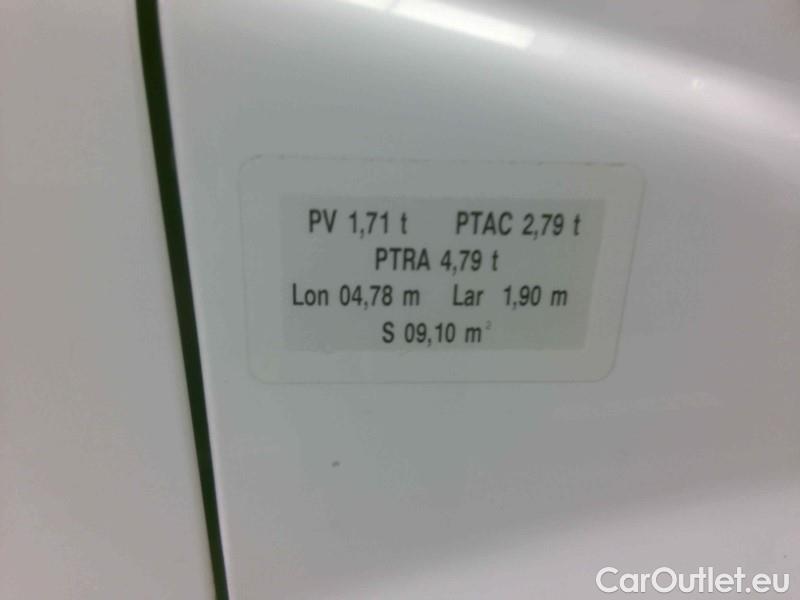 PV 1,71 t PTAC 2,79 t
PTRA 4,79 t
Lon 04,78 m Lar 1,90 m
S 09,10 m²
CarOutlet.eu